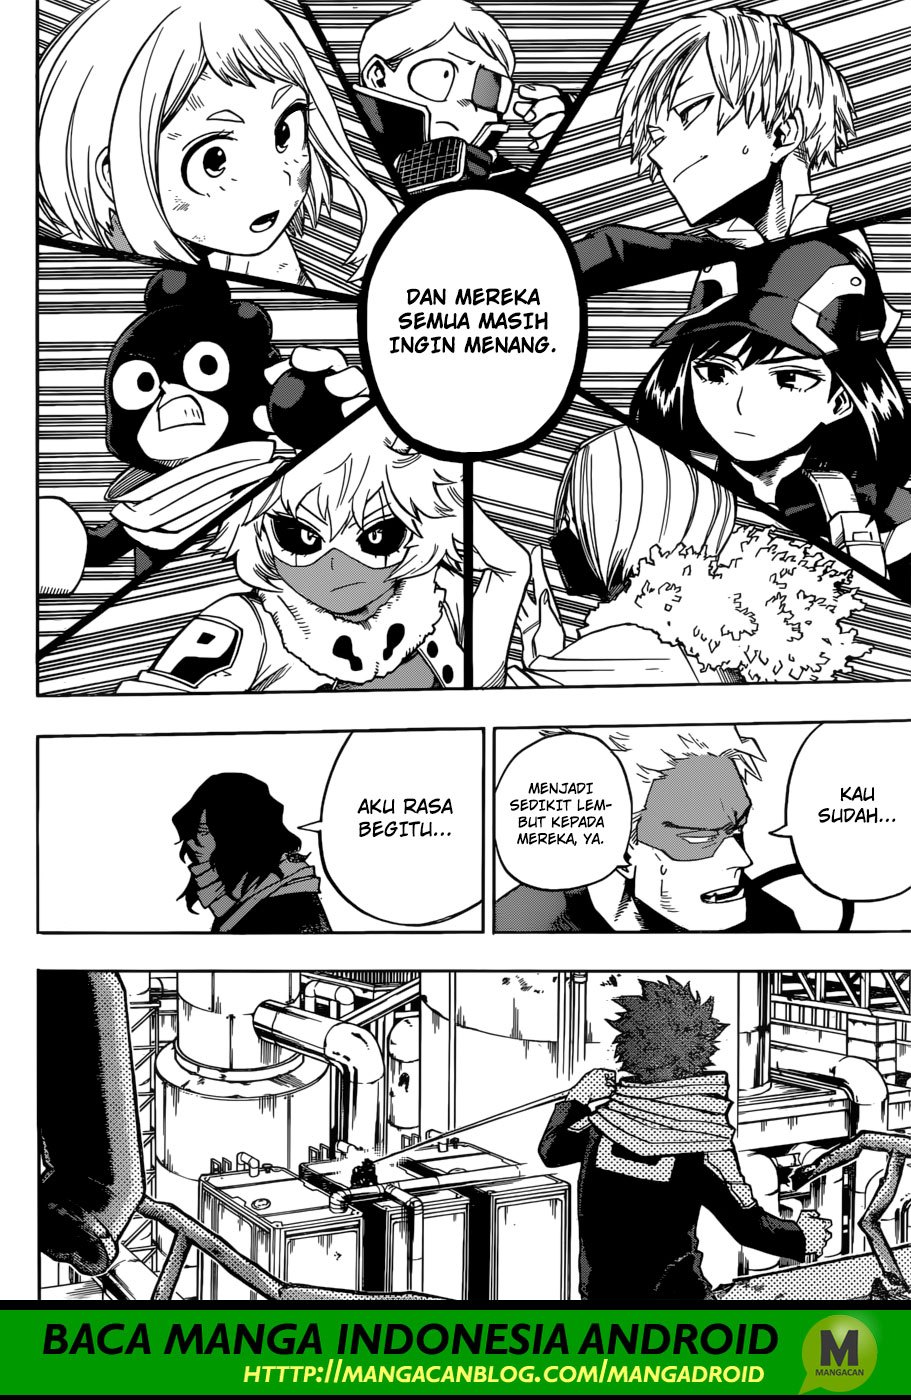 DAN MEREKA
SEMUA MASIH
INGIN MENANG.
P
KAU
SUDAH...
MENJADI
SEDIKIT LEM-
BUT KEPADA
MEREKA, YA.
AKU RASA
BEGITU...
BACA MANGA INDONESIA ANDROID
HTTTP://MANGACANBLOG.COM/MANGADROID
M
MANGACAN